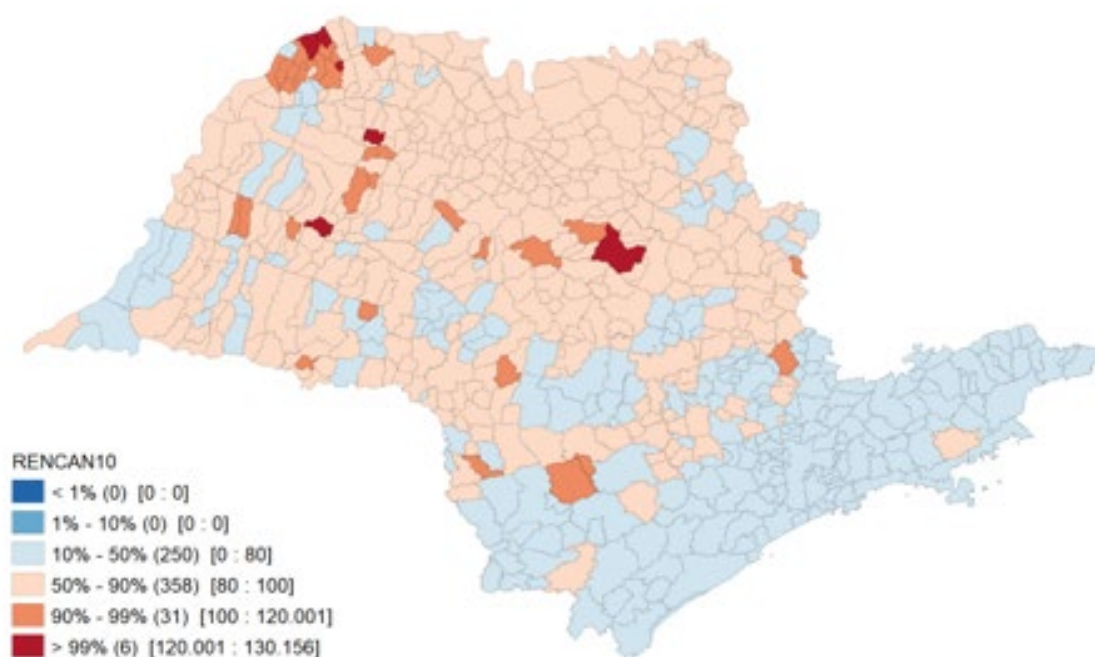 RENCAN10
< 1% (0) [0 : 0]
1% - 10% (0) [0 : 0]
10% - 50% (250) [0 : 80]
50% - 90% (358) [80 : 100]
90% - 99% (31) [100 : 120.001]
> 99% (6) [120.001 : 130.156]